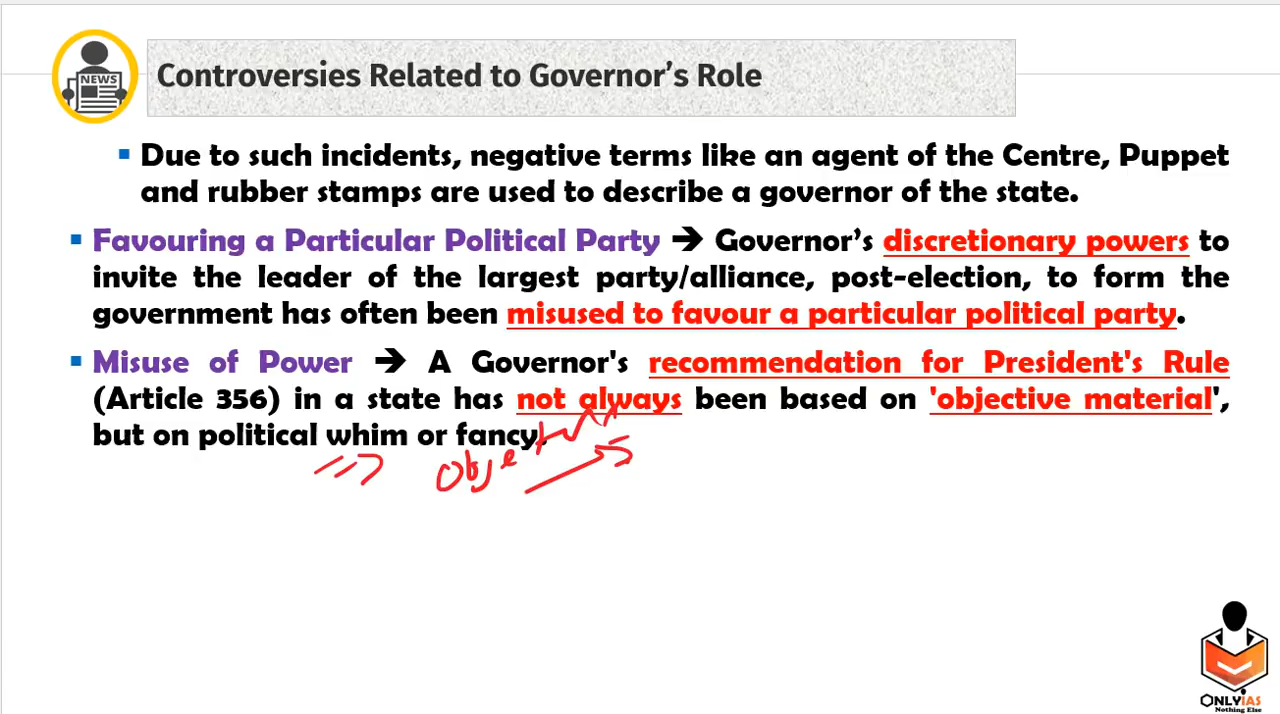 NEWS
Controversies Related to Governor's Role
▪ Due to such incidents, negative terms like an agent of the Centre, Puppet
and rubber stamps are used to describe a governor of the state.
▪ Favouring a Particular Political Party → Governor's discretionary powers to
invite the leader of the largest party/alliance, post-election, to form the
government has often been misused to favour a particular political party.
▪ Misuse of Power → A Governor's recommendation for President's Rule
(Article 356) in a state has not always been based on 'objective material',
but on political whim or fancy.
ONLYIAS
Nothing Else